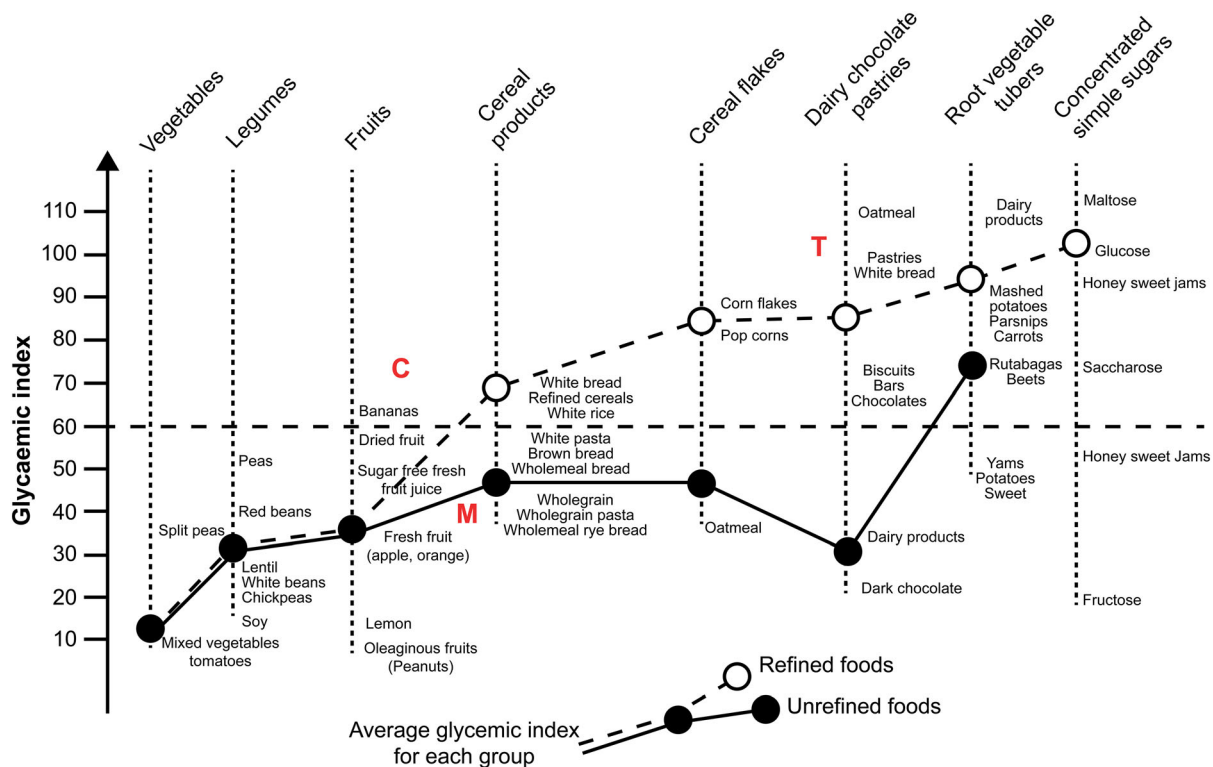 Vegetables
Legumes
Fruits
Cereal
products
Cereal flakes
Dairy chocolate
pastries
Root vegetable
tubers
Concentrated
simple sugars
Glycaemic index
110
100
90
80
70
60
50
40
30
20
10
Mixed vegetables
tomatoes
Peas
Red beans
Split peas
Lentil
White beans
Chickpeas
Soy
C
Bananas
Dried fruit
Sugar free fresh
fruit juice
M
Fresh fruit
(apple, orange)
Lemon
Oleaginous fruits
(Peanuts)
White bread
Refined cereals
White rice
White pasta
Brown bread
Wholemeal bread
Wholegrain
Wholegrain pasta
Wholemeal rye bread
Corn flakes
Pop corns
Oatmeal
T
Oatmeal
Pastries
White bread
Biscuits
Bars
Chocolates
Dairy products
Dark chocolate
Dairy
products
Mashed
potatoes
Parsnips
Carrots
Rutabagas
Beets
Yams
Potatoes
Sweet
Maltose
Glucose
Honey sweet jams
Saccharose
Honey sweet Jams
Fructose
Average glycemic index
for each group
Refined foods
Unrefined foods